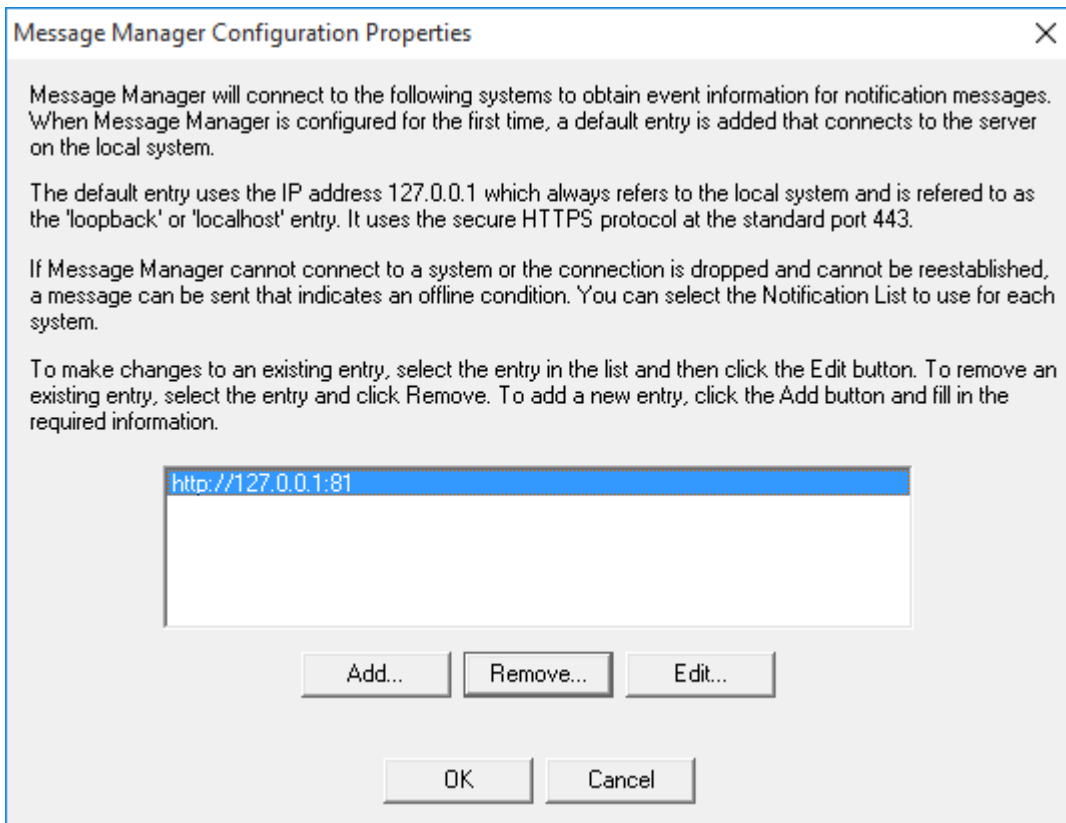 Message Manager Configuration Properties
Message Manager will connect to the following systems to obtain event information for notification messages.
When Message Manager is configured for the first time, a default entry is added that connects to the server
on the local system.
The default entry uses the IP address 127.0.0.1 which always refers to the local system and is refered to as
the 'loopback' or 'localhost' entry. It uses the secure HTTPS protocol at the standard port 443.
If Message Manager cannot connect to a system or the connection is dropped and cannot be reestablished,
a message can be sent that indicates an offline condition. You can select the Notification List to use for each
system.
To make changes to an existing entry, select the entry in the list and then click the Edit button. To remove an
existing entry, select the entry and click Remove. To add a new entry, click the Add button and fill in the
required information.
http://127.0.0.1:81
Add... Remove... Edit...
OK Cancel